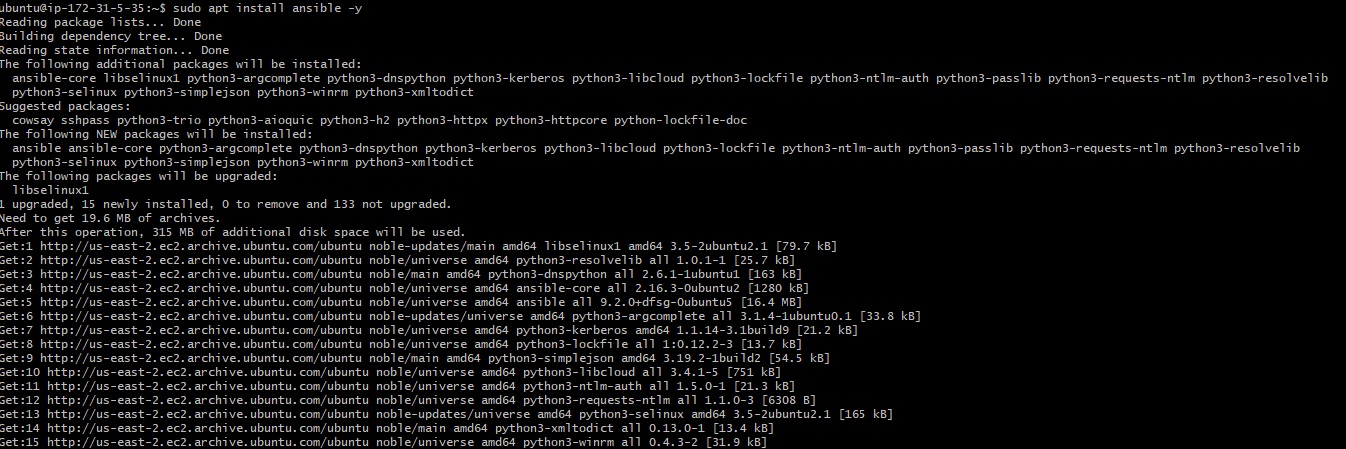 ubuntu@ip-172-31-5-35:~$ sudo apt install ansible -y
Reading package lists... Done
Building dependency tree... Done
Reading state information... Done
The following additional packages will be installed:
  ansible-core libselinux1 python3-argcomplete python3-dnspython python3-kerberos python3-libcloud python3-lockfile python3-ntlm-auth python3-passlib python3-requests-ntlm python3-resolvelib
  python3-selinux python3-simplejson python3-winrm python3-xmltodict
Suggested packages:
  cowsay sshpass python3-trio python3-aioquic python3-h2 python3-httpx python3-httpcore python-lockfile-doc
The following NEW packages will be installed:
  ansible ansible-core python3-argcomplete python3-dnspython python3-kerberos python3-libcloud python3-lockfile python3-ntlm-auth python3-passlib python3-requests-ntlm python3-resolvelib
  python3-selinux python3-simplejson python3-winrm python3-xmltodict
The following packages will be upgraded:
  libselinux1
1 upgraded, 15 newly installed, 0 to remove and 133 not upgraded.
Need to get 19.6 MB of archives.
After this operation, 315 MB of additional disk space will be used.
Get:1 http://us-east-2.ec2.archive.ubuntu.com/ubuntu noble-updates/main amd64 libselinux1 amd64 3.5-2ubuntu2.1 [79.7 kB]
Get:2 http://us-east-2.ec2.archive.ubuntu.com/ubuntu noble/universe amd64 python3-resolvelib all 1.0.1-1 [25.7 kB]
Get:3 http://us-east-2.ec2.archive.ubuntu.com/ubuntu noble/main amd64 python3-dnspython all 2.6.1-1ubuntu1 [163 kB]
Get:4 http://us-east-2.ec2.archive.ubuntu.com/ubuntu noble/universe amd64 ansible-core all 2.16.3-0ubuntu2 [1280 kB]
Get:5 http://us-east-2.ec2.archive.ubuntu.com/ubuntu noble/universe amd64 ansible all 9.2.0+dfsg-0ubuntu5 [16.4 MB]
Get:6 http://us-east-2.ec2.archive.ubuntu.com/ubuntu noble-updates/universe amd64 python3-argcomplete all 3.1.4-1ubuntu0.1 [33.8 kB]
Get:7 http://us-east-2.ec2.archive.ubuntu.com/ubuntu noble/universe amd64 python3-kerberos amd64 1.1.14-3.1build9 [21.2 kB]
Get:8 http://us-east-2.ec2.archive.ubuntu.com/ubuntu noble/universe amd64 python3-lockfile all 1:0.12.2-3 [13.7 kB]
Get:9 http://us-east-2.ec2.archive.ubuntu.com/ubuntu noble/main amd64 python3-simplejson amd64 3.19.2-1build2 [54.5 kB]
Get:10 http://us-east-2.ec2.archive.ubuntu.com/ubuntu noble/universe amd64 python3-libcloud all 3.4.1-5 [751 kB]
Get:11 http://us-east-2.ec2.archive.ubuntu.com/ubuntu noble/universe amd64 python3-ntlm-auth all 1.5.0-1 [21.3 kB]
Get:12 http://us-east-2.ec2.archive.ubuntu.com/ubuntu noble/universe amd64 python3-requests-ntlm all 1.1.0-3 [6308 B]
Get:13 http://us-east-2.ec2.archive.ubuntu.com/ubuntu noble-updates/universe amd64 python3-selinux amd64 3.5-2ubuntu2.1 [165 kB]
Get:14 http://us-east-2.ec2.archive.ubuntu.com/ubuntu noble/main amd64 python3-xmltodict all 0.13.0-1 [13.4 kB]
Get:15 http://us-east-2.ec2.archive.ubuntu.com/ubuntu noble/universe amd64 python3-winrm all 0.4.3-2 [31.9 kB]